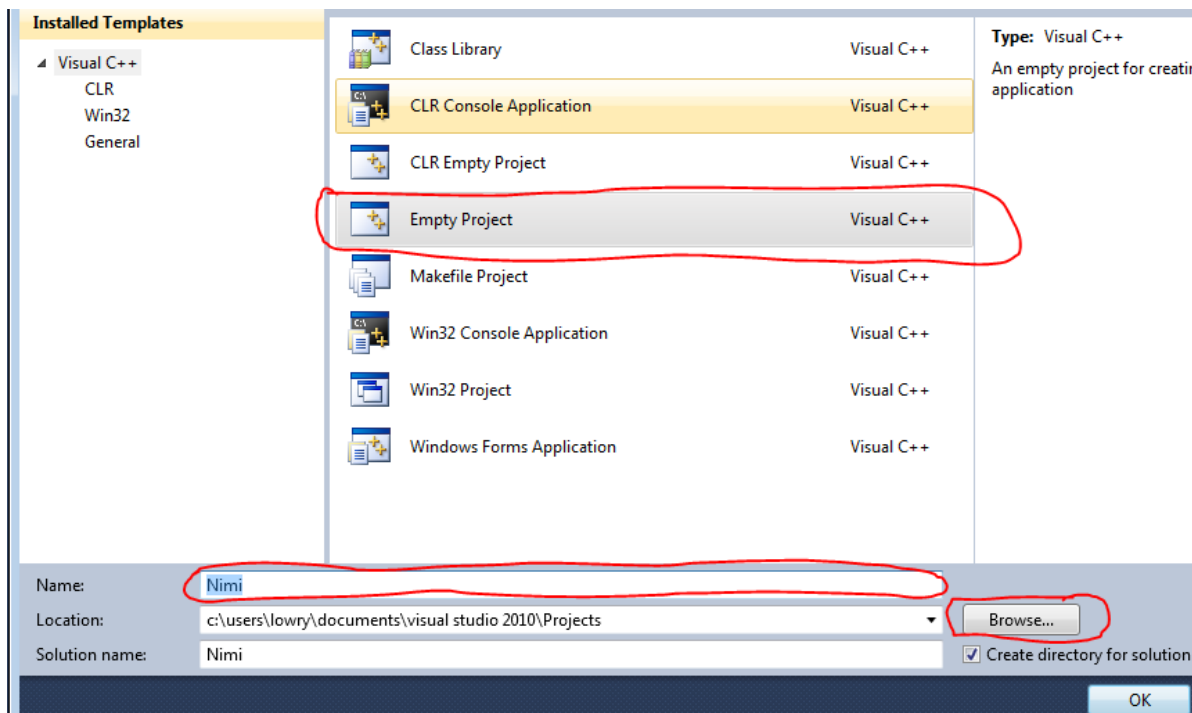 Installed Templates
Visual C++
CLR
Win32
General
Class Library Visual C++
CLR Console Application Visual C++
CLR Empty Project Visual C++
Empty Project Visual C++
Makefile Project Visual C++
Win32 Console Application Visual C++
Win32 Project Visual C++
Windows Forms Application Visual C++
Type: Visual C++
An empty project for creatin
application
Name: Nimi
Location: c:\users\lowry\documents\visual studio 2010\Projects
Browse...
Solution name: Nimi
Create directory for solution
OK